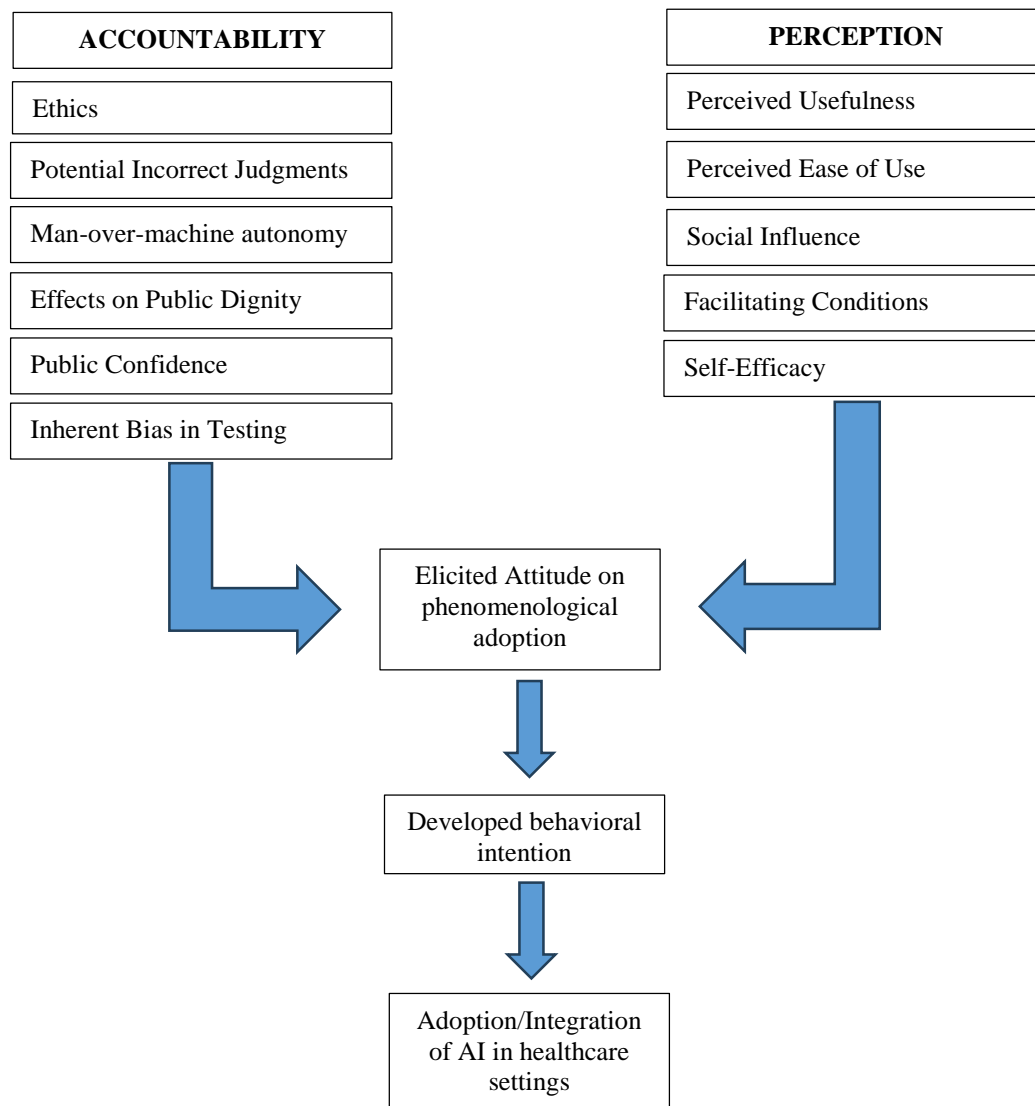 ACCOUNTABILITY
Ethics
Potential Incorrect Judgments
Man-over-machine autonomy
Effects on Public Dignity
Public Confidence
Inherent Bias in Testing
PERCEPTION
Perceived Usefulness
Perceived Ease of Use
Social Influence
Facilitating Conditions
Self-Efficacy
Elicited Attitude on
phenomenological
adoption
Developed behavioral
intention
Adoption/Integration
of AI in healthcare
settings